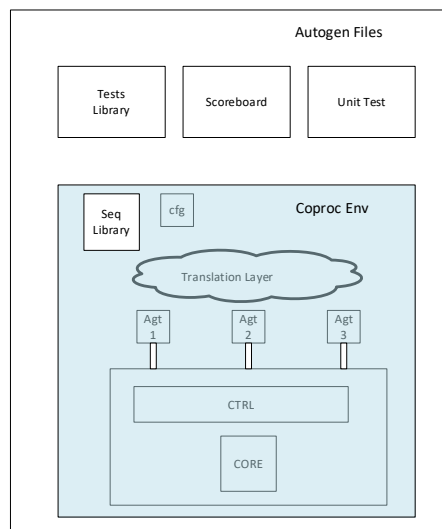 Autogen Files
Tests
Library
Scoreboard
Unit Test
Coproc Env
cfg
Seq
Library
Translation Layer
Agt
1
Agt
2
Agt
3
CTRL
CORE